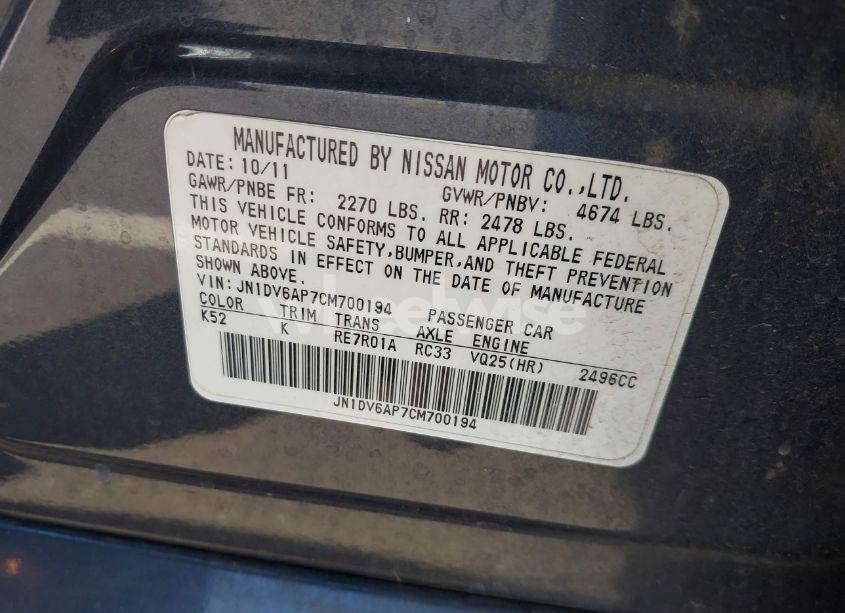 MANUFACTURED BY NISSAN MOTOR CO.,LTD.
DATE: 10/11 GVWR/PNBV: 4674 LBS.
GAWR/PNBE FR: 2270 LBS. RR: 2478 LBS.
THIS VEHICLE CONFORMS TO ALL APPLICABLE FEDERAL
MOTOR VEHICLE SAFETY,BUMPER,AND THEFT PREVENTION
STANDARDS IN EFFECT ON THE DATE OF MANUFACTURE
SHOWN ABOVE.
VIN: JN1DV6AP7CM700194 PASSENGER CAR
COLOR TRIM TRANS AXLE ENGINE
K52 K RE7R01A RC33 VQ25(HR) 2496CC
JN1DV6AP7CM700194
wheelwise